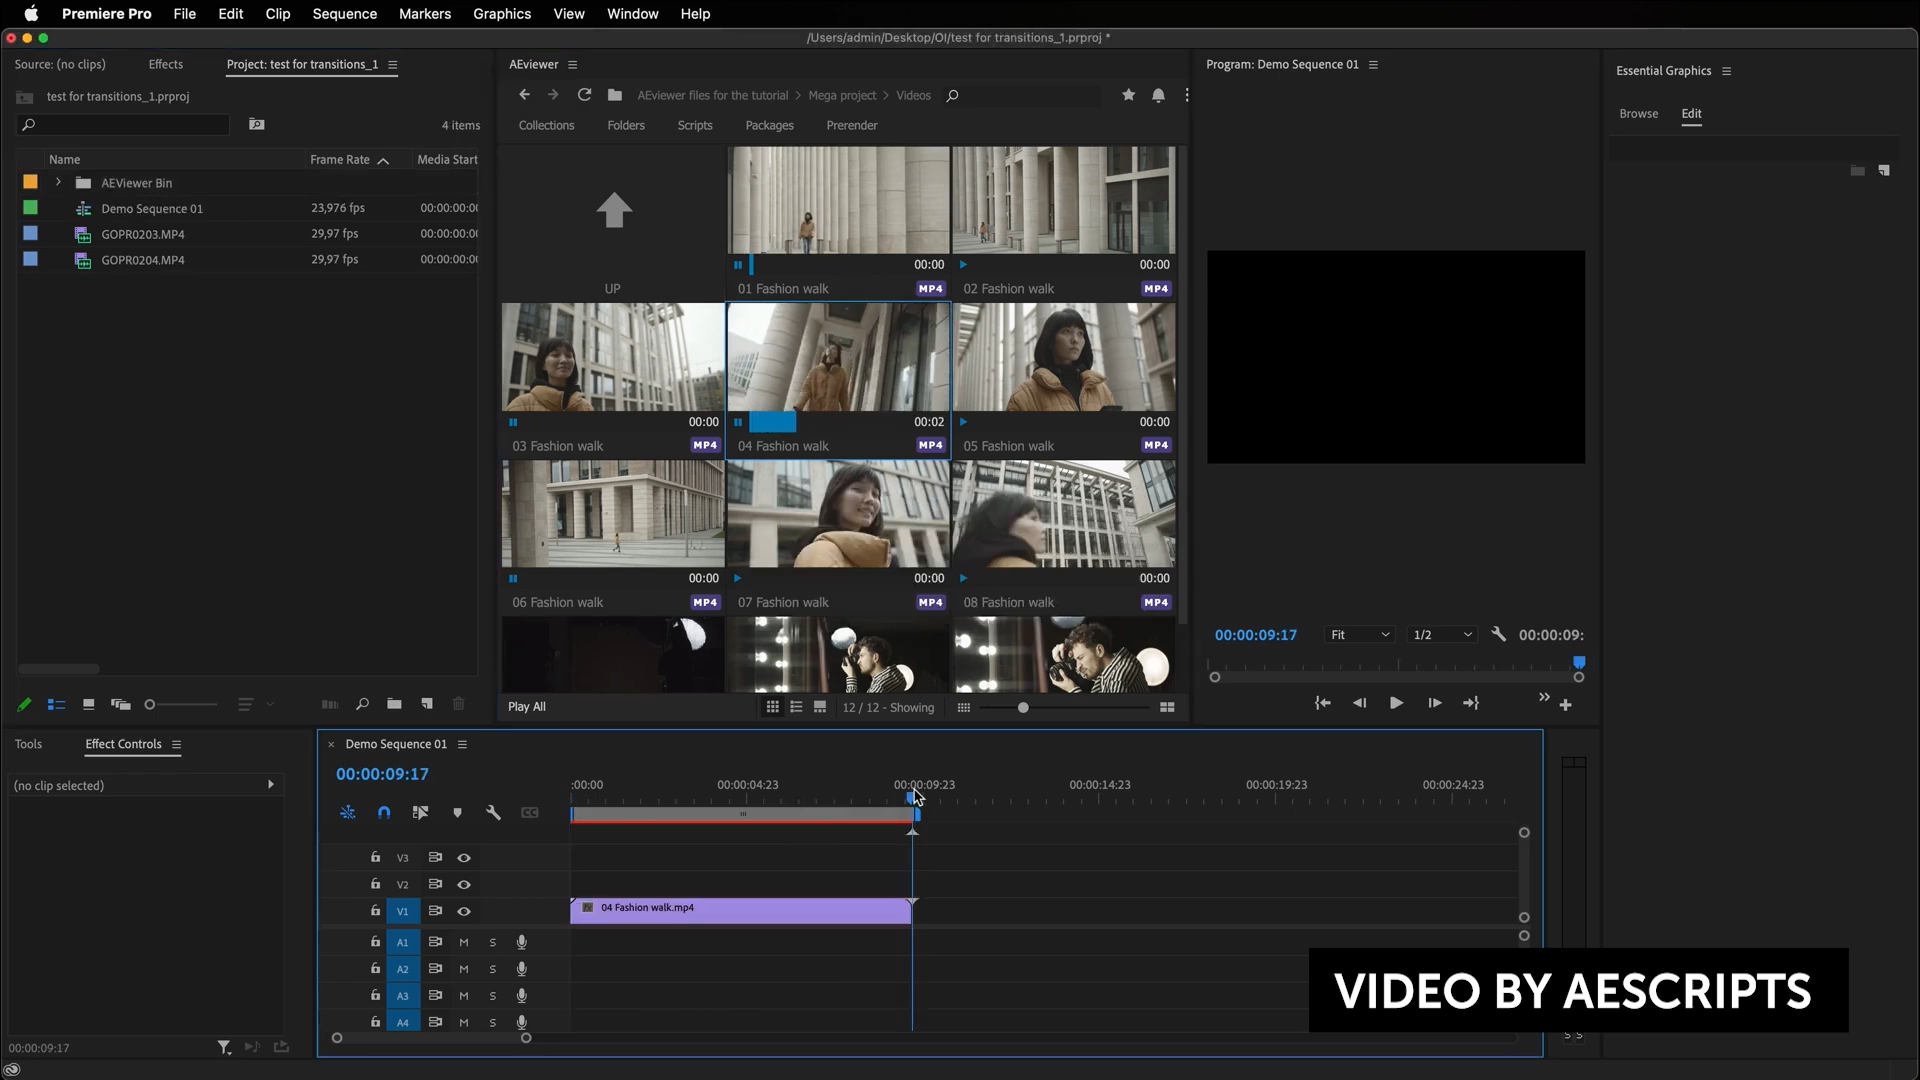 Premiere Pro File Edit Clip Sequence Markers Graphics View Window Help
/Users/admin/Desktop/OI/test for transitions_1.prproj *
Source: (no clips) Effects Project: test for transitions_1
test for transitions_1.prproj
4 items
Name Frame Rate Media Start
AEViewer Bin
Demo Sequence 01 23,976 fps 00:00:00:00
GOPR0203.MP4 29,97 fps 00:00:00:00
GOPR0204.MP4 29,97 fps 00:00:00:00
AEviewer
AEviewer files for the tutorial > Mega project > Videos
Collections Folders Scripts Packages Prerender
00:00 00:00
UP 01 Fashion walk MP4 02 Fashion walk MP4
00:00 00:02 00:00
03 Fashion walk MP4 04 Fashion walk MP4 05 Fashion walk MP4
00:00 00:00 00:00
06 Fashion walk MP4 07 Fashion walk MP4 08 Fashion walk MP4
Play All 12 / 12 - Showing
Program: Demo Sequence 01
00:00:09:17 Fit 1/2 00:00:09:
Essential Graphics
Browse Edit
Tools Effect Controls
(no clip selected)
00:00:09:17
× Demo Sequence 01
00:00:09:17
:00:00 00:00:04:23 00:00:09:23 00:00:14:23 00:00:19:23 00:00:24:23
V3
V2
V1 04 Fashion walk.mp4
A1 M S
A2 M S
A3 M S
A4 M S
S S
VIDEO BY AESCRIPTS